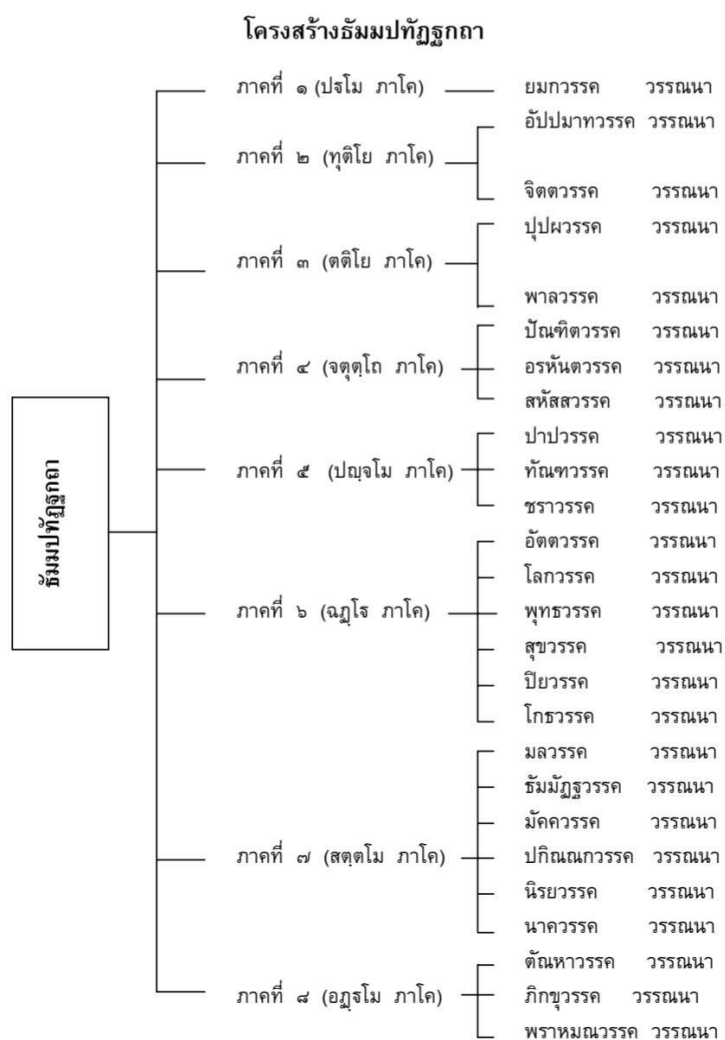 โครงสร้างธัมมปทัฏฐกถา
ธัมมปทัฏฐกถา
ภาคที่ ๑ (ปฐโม ภาโค)
ยมกวรรค วรรณนา
ภาคที่ ๒ (ทุติโย ภาโค)
อัปปมาทวรรค วรรณนา
จิตตวรรค วรรณนา
ภาคที่ ๓ (ตติโย ภาโค)
ปุปผวรรค วรรณนา
พาลวรรค วรรณนา
ภาคที่ ๔ (จตุตฺโถ ภาโค)
ปัณฑิตวรรค วรรณนา
อรหันตวรรค วรรณนา
สหัสสวรรค วรรณนา
ภาคที่ ๕ (ปญฺจโม ภาโค)
ปาปวรรค วรรณนา
ทัณฑวรรค วรรณนา
ชราวรรค วรรณนา
ภาคที่ ๖ (ฉฏฺโฐ ภาโค)
อัตตวรรค วรรณนา
โลกวรรค วรรณนา
พุทธวรรค วรรณนา
สุขวรรค วรรณนา
ปิยวรรค วรรณนา
โกธวรรค วรรณนา
ภาคที่ ๗ (สตฺตโม ภาโค)
มลวรรค วรรณนา
ธัมมัฏฐวรรค วรรณนา
มัคควรรค วรรณนา
ปกิณณกวรรค วรรณนา
นิรยวรรค วรรณนา
นาควรรค วรรณนา
ภาคที่ ๘ (อฏฺฐโม ภาโค)
ตัณหาวรรค วรรณนา
ภิกขุวรรค วรรณนา
พราหมณวรรค วรรณนา